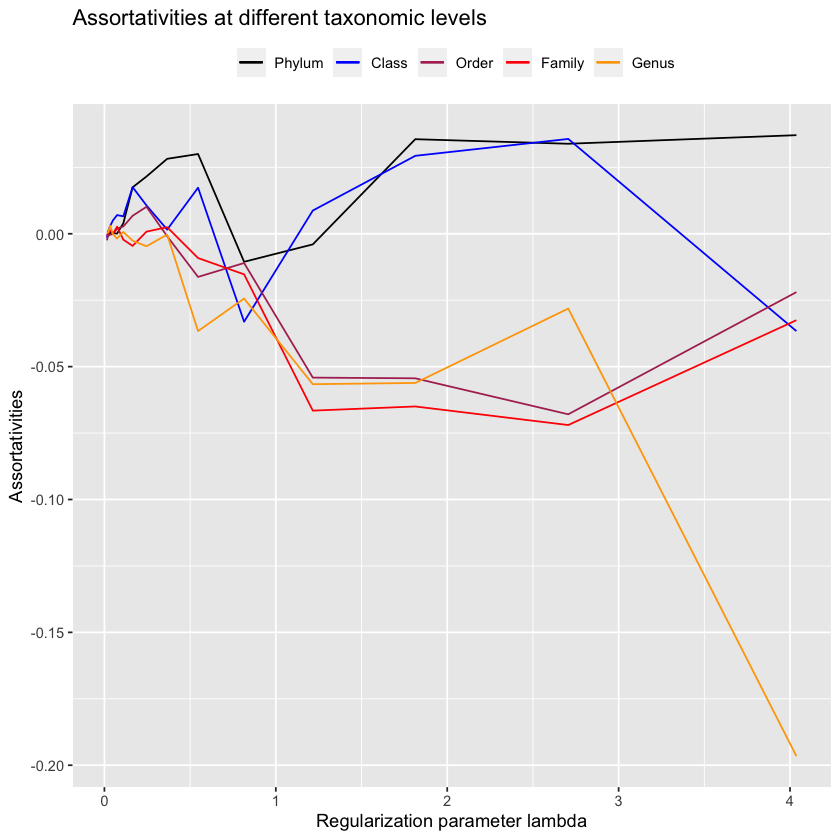 Assortativities at different taxonomic levels
Phylum Class Order Family Genus
0.00
-0.05
-0.10
-0.15
-0.20
Assortativities
0 1 2 3 4
Regularization parameter lambda